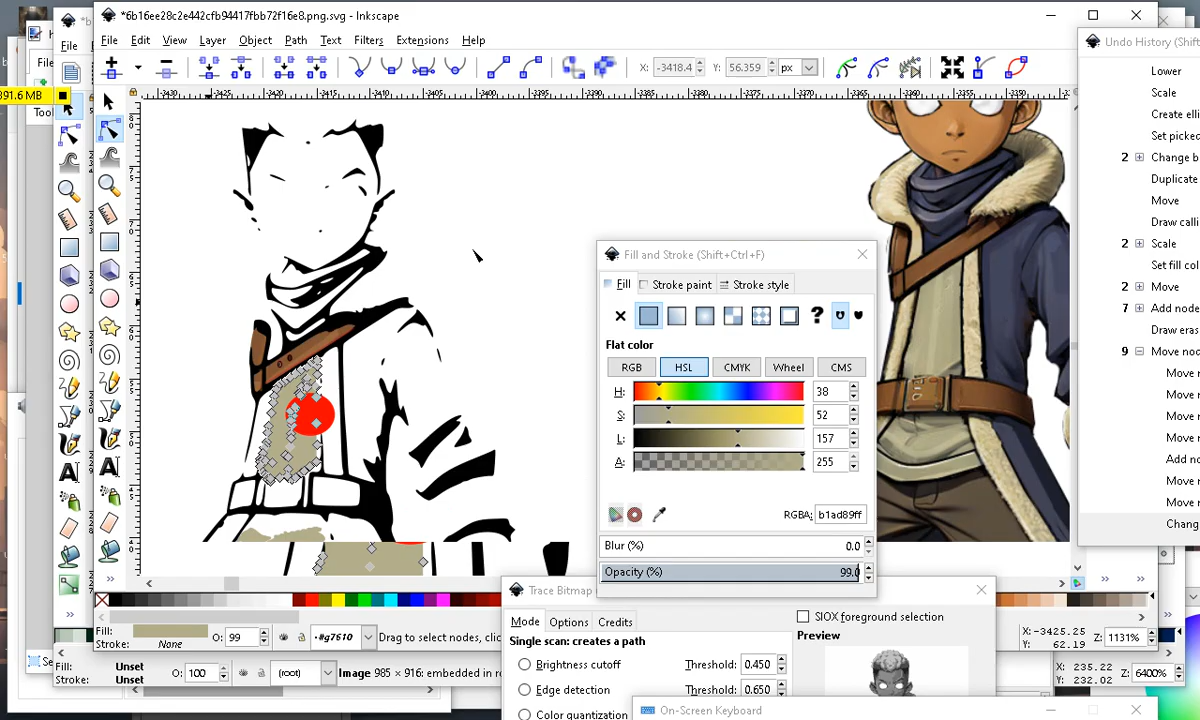 *6b16ee28c2e442cfb94417fbb72f16e8.png.svg - Inkscape
File Edit View Layer Object Path Text Filters Extensions Help
Undo History (Shif
X: -3418.4 Y: 56.359 px
391.6 MB
File
File
Tool
Lower
Scale
Create elli
Set picked
2 Change b
Duplicate
Move
Draw callig
2 Scale
Set fill col
2 Move
7 Add node
Draw eras
9 Move nod
Move n
Move n
Move n
Move n
Add no
Move n
Move n
Chang
Fill and Stroke (Shift+Ctrl+F)
Fill Stroke paint Stroke style
Flat color
RGB HSL CMYK Wheel CMS
H: 38
S: 52
L: 157
A: 255
RGBA: b1ad89ff
Blur (%) 0.0
Opacity (%) 99.0
Fill: O: 99 #g7610 Drag to select nodes, clic
Stroke: None
X: -3425.25
Y: 62.19
Z: 1131%
Fill: Unset
Stroke: Unset
O: 100 (root) Image 985 × 916: embedded in ro
X: 235.22
Y: 232.02
Z: 6400%
Trace Bitmap
Mode Options Credits
Single scan: creates a path
Brightness cutoff Threshold: 0.450
Edge detection Threshold: 0.650
Color quantization
SIOX foreground selection
Preview
On-Screen Keyboard